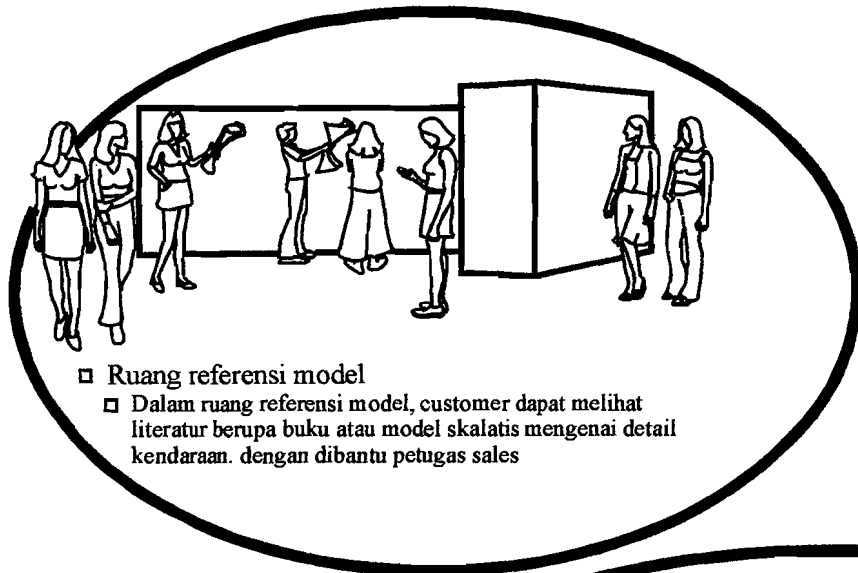 Ruang referensi model
Dalam ruang referensi model, customer dapat melihat
literatur berupa buku atau model skalatis mengenai detail
kendaraan. dengan dibantu petugas sales